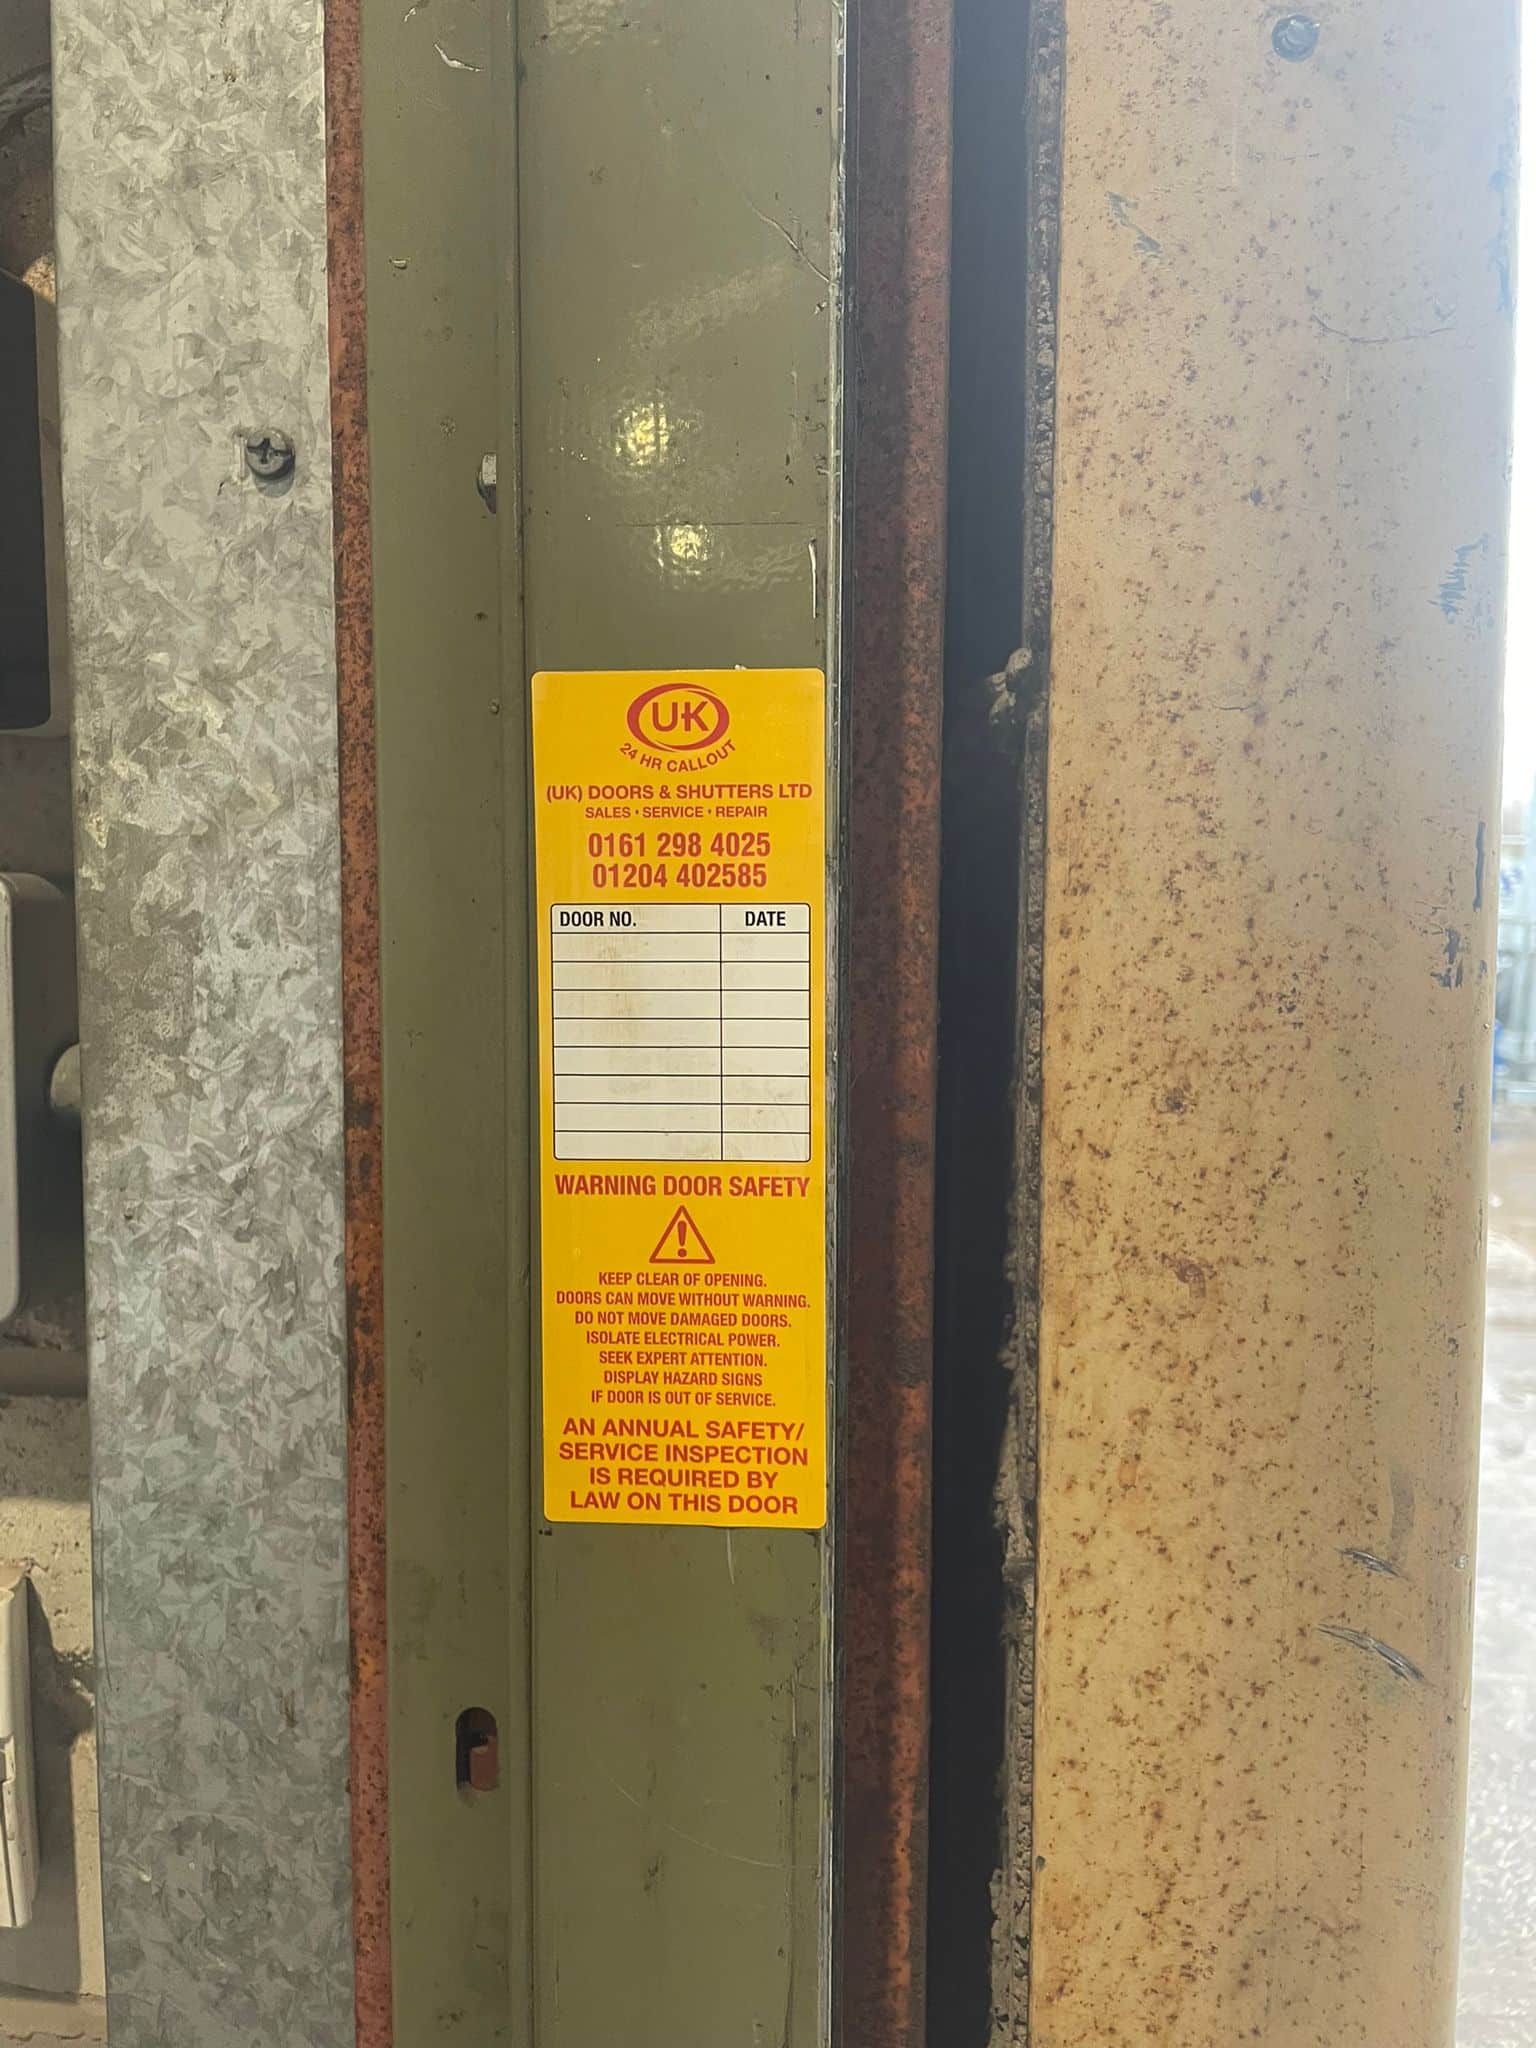 UK
24 HR CALLOUT
(UK) DOORS & SHUTTERS LTD
SALES • SERVICE • REPAIR
0161 298 4025
01204 402585
DOOR NO. DATE
WARNING DOOR SAFETY
KEEP CLEAR OF OPENING.
DOORS CAN MOVE WITHOUT WARNING.
DO NOT MOVE DAMAGED DOORS.
ISOLATE ELECTRICAL POWER.
SEEK EXPERT ATTENTION.
DISPLAY HAZARD SIGNS
IF DOOR IS OUT OF SERVICE.
AN ANNUAL SAFETY/
SERVICE INSPECTION
IS REQUIRED BY
LAW ON THIS DOOR